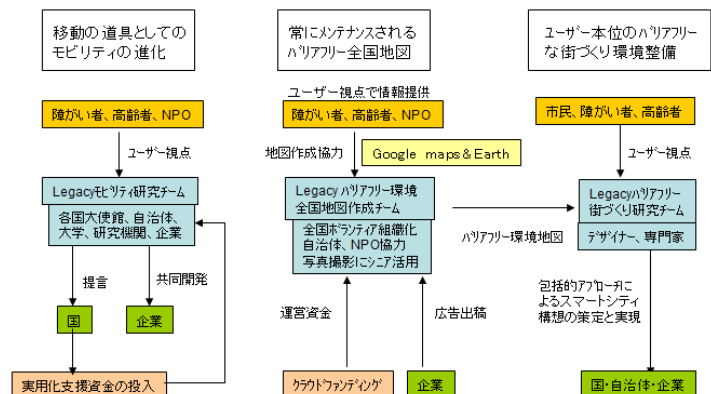 移動の道具としての
モビリティの進化
障がい者、高齢者、NPO
ユーザー視点
Legacyモビリティ研究チーム
各国大使館、自治体、
大学、研究機関、企業
提言
共同開発
国
企業
実用化支援資金の投入
常にメンテナンスされる
バリアフリー全国地図
ユーザー視点で情報提供
障がい者、高齢者、NPO
地図作成協力
Google maps&Earth
Legacy バリアフリー環境
全国地図作成チーム
全国ボランティア組織化
自治体、NPO協力
写真撮影にシニア活用
バリアフリー環境地図
運営資金
広告出稿
クラウドファンディング
企業
ユーザー本位のバリアフリー
な街づくり環境整備
市民、障がい者、高齢者
ユーザー視点
Legacyバリアフリー
街づくり研究チーム
デザイナー、専門家
包括的アプローチに
よるスマートシティ
構想の策定と実現
国・自治体・企業